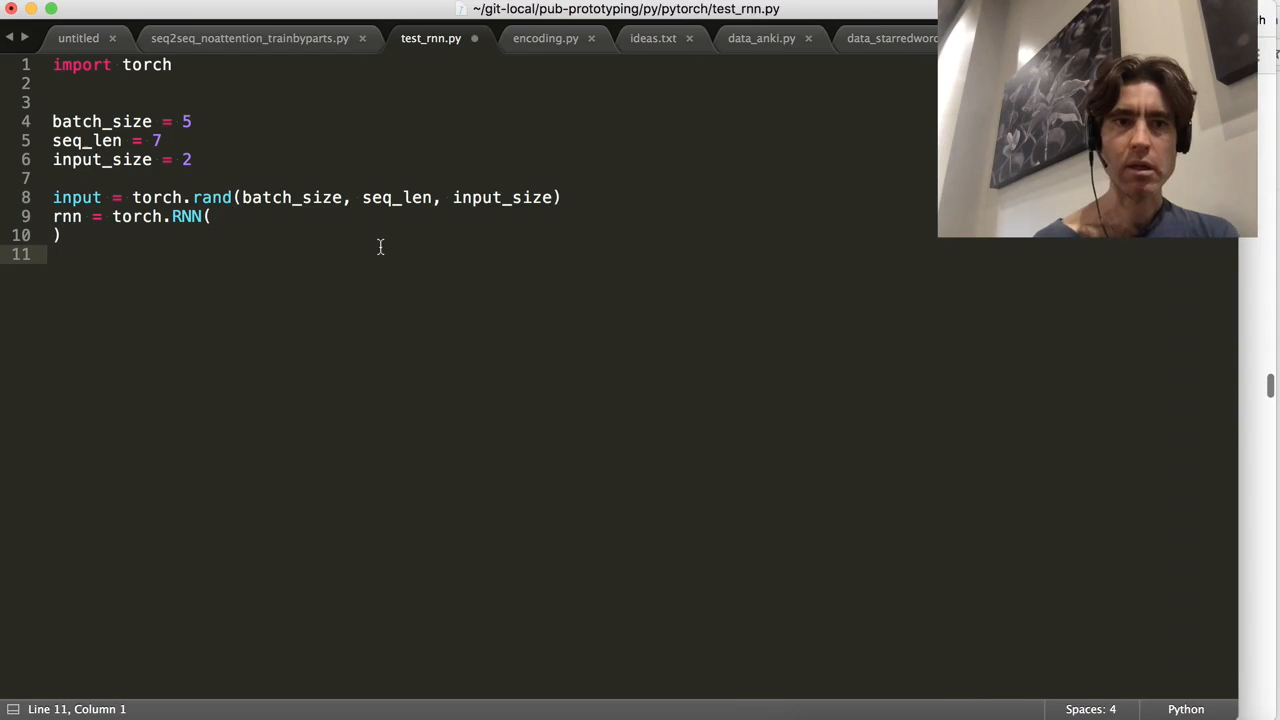 ~/git-local/pub-prototyping/py/pytorch/test_rnn.py
untitled
seq2seq_noattention_trainbyparts.py
test_rnn.py
encoding.py
ideas.txt
data_anki.py
data_starredword
1 import torch
2
3
4 batch_size = 5
5 seq_len = 7
6 input_size = 2
7
8 input = torch.rand(batch_size, seq_len, input_size)
9 rnn = torch.RNN(
10 )
11
Line 11, Column 1
Spaces: 4
Python